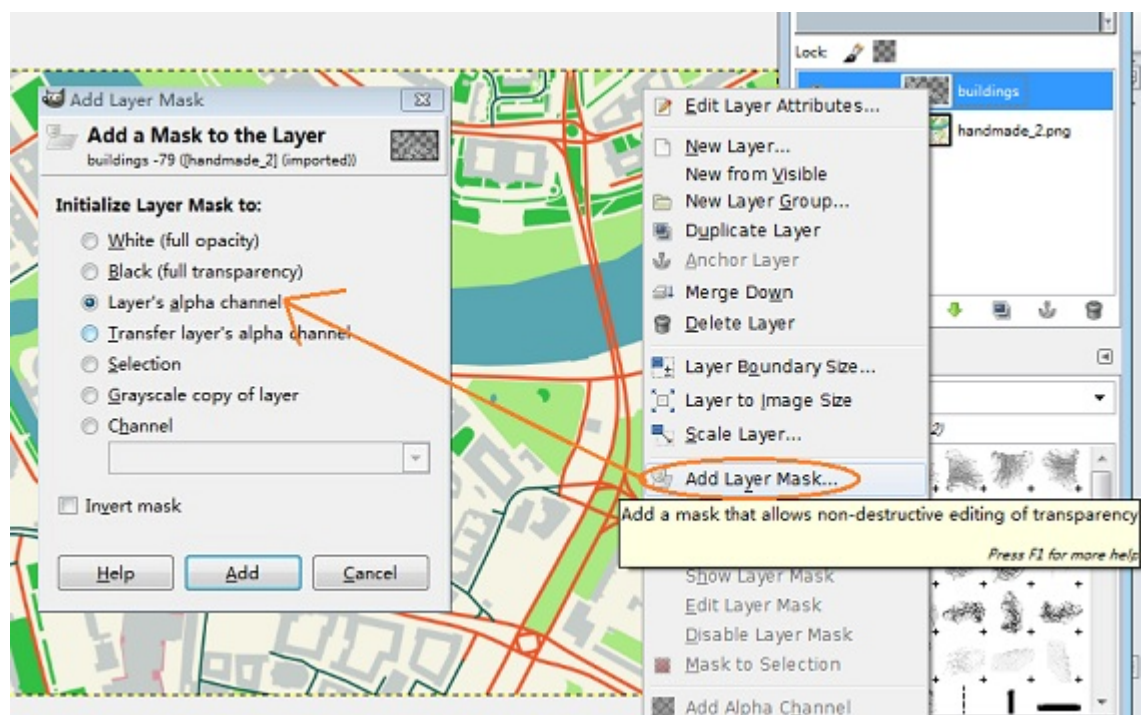 Lock:
buildings
handmade_2.png
Add Layer Mask
Add a Mask to the Layer
buildings -79 ([handmade_2] (imported))
Initialize Layer Mask to:
White (full opacity)
Black (full transparency)
Layer's alpha channel
Transfer layer's alpha channel
Selection
Grayscale copy of layer
Channel
Invert mask
Help
Add
Cancel
Edit Layer Attributes...
New Layer...
New from Visible
New Layer Group...
Duplicate Layer
Anchor Layer
Merge Down
Delete Layer
Layer Boundary Size...
Layer to Image Size
Scale Layer...
Add Layer Mask...
Add a mask that allows non-destructive editing of transparency
Press F1 for more help
Show Layer Mask
Edit Layer Mask
Disable Layer Mask
Mask to Selection
Add Alpha Channel
2)